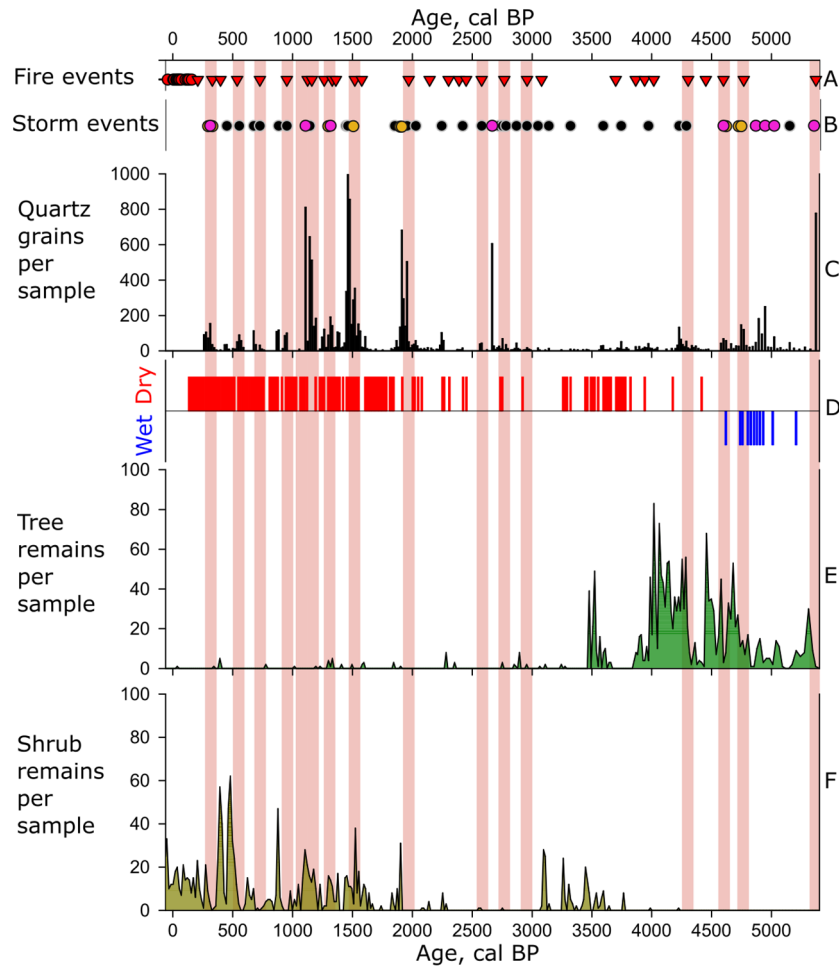 Age, cal BP
0 500 1000 1500 2000 2500 3000 3500 4000 4500 5000
Fire events
A
Storm events
B
1000
800
600
400
200
0
Quartz
grains
per
sample
C
Dry
Wet
D
100
80
60
40
20
0
Tree
remains
per
sample
E
100
80
60
40
20
0
Shrub
remains
per
sample
F
0 500 1000 1500 2000 2500 3000 3500 4000 4500 5000
Age, cal BP